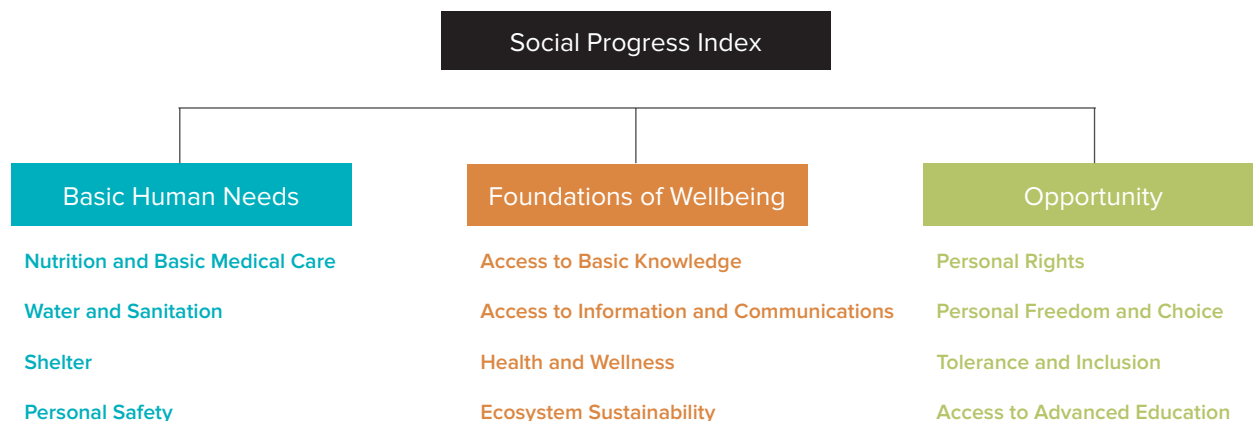 Social Progress Index
Basic Human Needs
Nutrition and Basic Medical Care
Water and Sanitation
Shelter
Personal Safety
Foundations of Wellbeing
Access to Basic Knowledge
Access to Information and Communications
Health and Wellness
Ecosystem Sustainability
Opportunity
Personal Rights
Personal Freedom and Choice
Tolerance and Inclusion
Access to Advanced Education